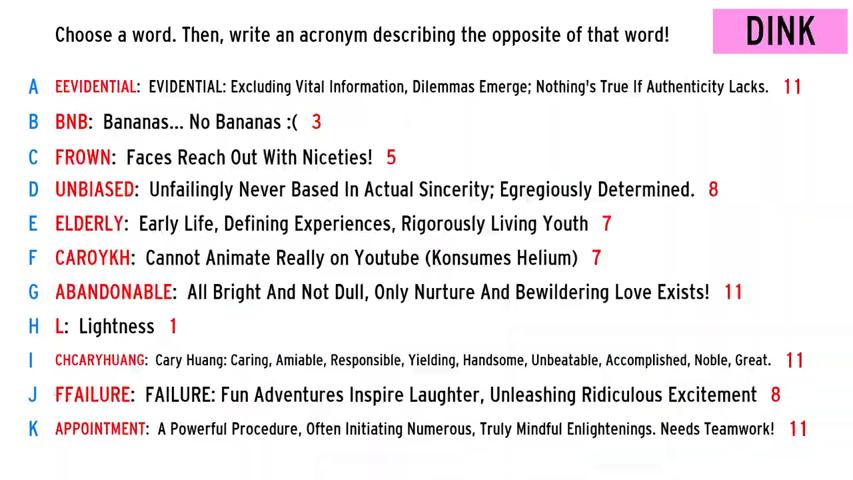 Choose a word. Then, write an acronym describing the opposite of that word!
DINK
A EEVIDENTIAL: EVIDENTIAL: Excluding Vital Information, Dilemmas Emerge; Nothing's True If Authenticity Lacks. 11
B BNB: Bananas... No Bananas :( 3
C FROWN: Faces Reach Out With Niceties! 5
D UNBIASED: Unfailingly Never Based In Actual Sincerity; Egregiously Determined. 8
E ELDERLY: Early Life, Defining Experiences, Rigorously Living Youth 7
F CAROYKH: Cannot Animate Really on Youtube (Konsumes Helium) 7
G ABANDONABLE: All Bright And Not Dull, Only Nurture And Bewildering Love Exists! 11
H L: Lightness 1
I CHCARYHUANG: Cary Huang: Caring, Amiable, Responsible, Yielding, Handsome, Unbeatable, Accomplished, Noble, Great. 11
J FFAILURE: FAILURE: Fun Adventures Inspire Laughter, Unleashing Ridiculous Excitement 8
K APPOINTMENT: A Powerful Procedure, Often Initiating Numerous, Truly Mindful Enlightenings. Needs Teamwork! 11